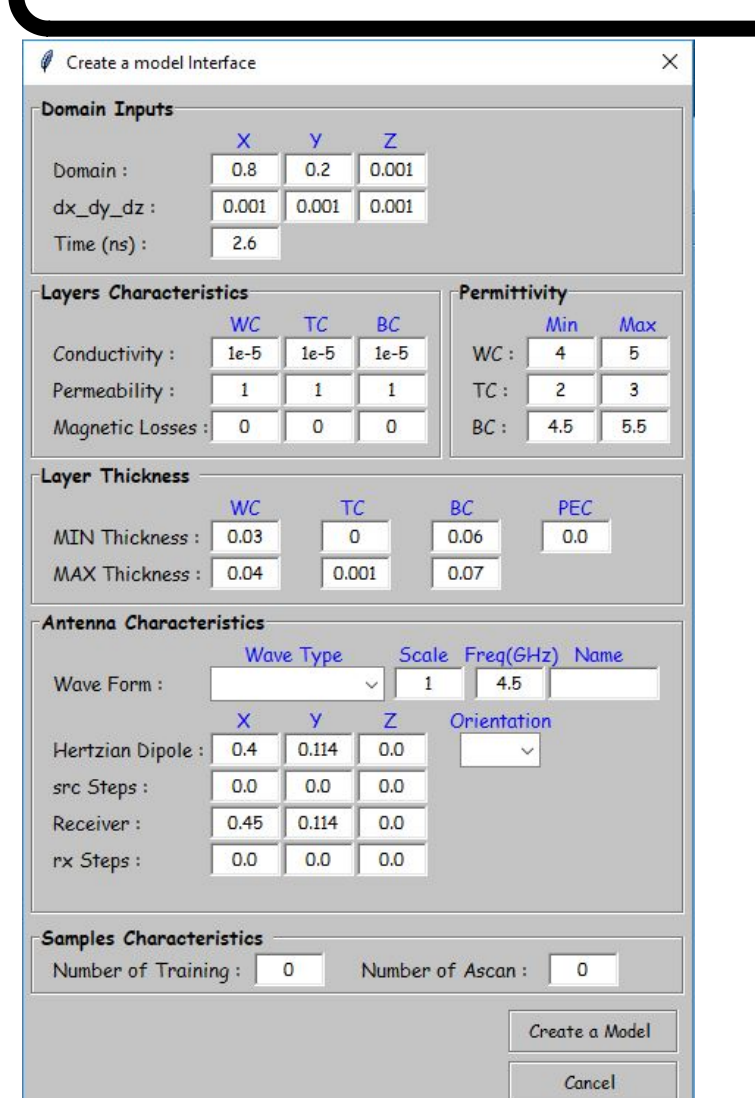 Create a model Interface
Domain Inputs
X Y Z
Domain : 0.8 0.2 0.001
dx_dy_dz : 0.001 0.001 0.001
Time (ns) : 2.6
Layers Characteristics
WC TC BC
Conductivity : 1e-5 1e-5 1e-5
Permeability : 1 1 1
Magnetic Losses : 0 0 0
Permittivity
Min Max
WC : 4 5
TC : 2 3
BC : 4.5 5.5
Layer Thickness
WC TC BC PEC
MIN Thickness : 0.03 0 0.06 0.0
MAX Thickness : 0.04 0.001 0.07
Antenna Characteristics
Wave Type Scale Freq(GHz) Name
Wave Form : 1 4.5
X Y Z Orientation
Hertzian Dipole : 0.4 0.114 0.0
src Steps : 0.0 0.0 0.0
Receiver : 0.45 0.114 0.0
rx Steps : 0.0 0.0 0.0
Samples Characteristics
Number of Training : 0 Number of Ascan : 0
Create a Model
Cancel